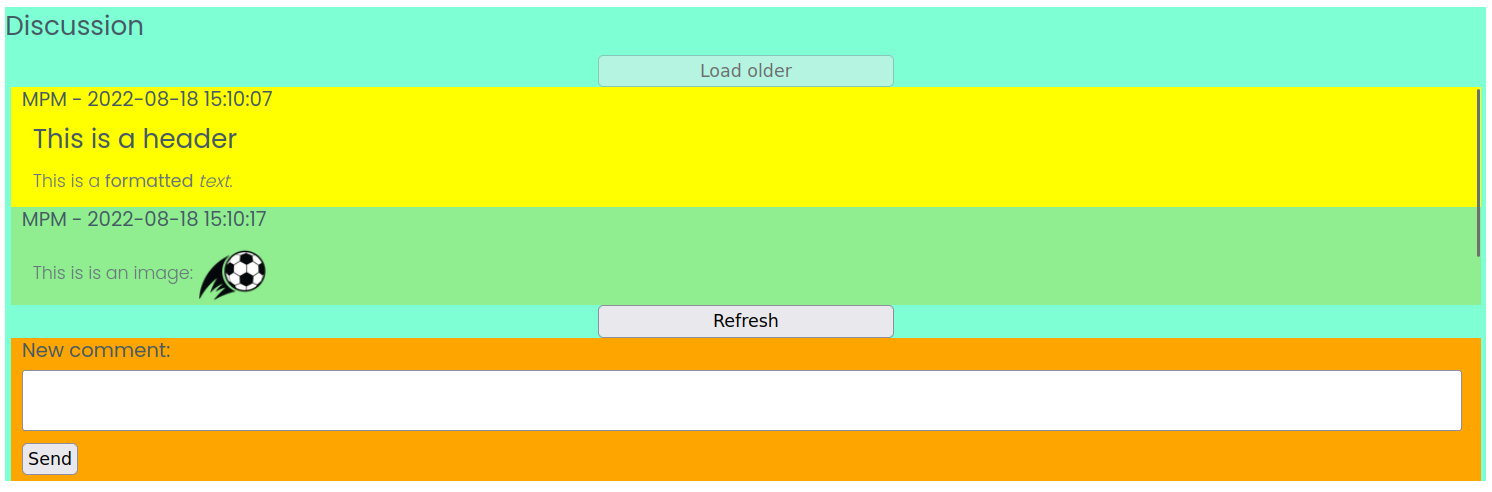 Discussion
Load older
MPM - 2022-08-18 15:10:07
This is a header
This is a formatted text.
MPM - 2022-08-18 15:10:17
This is is an image:
Refresh
New comment:
Send